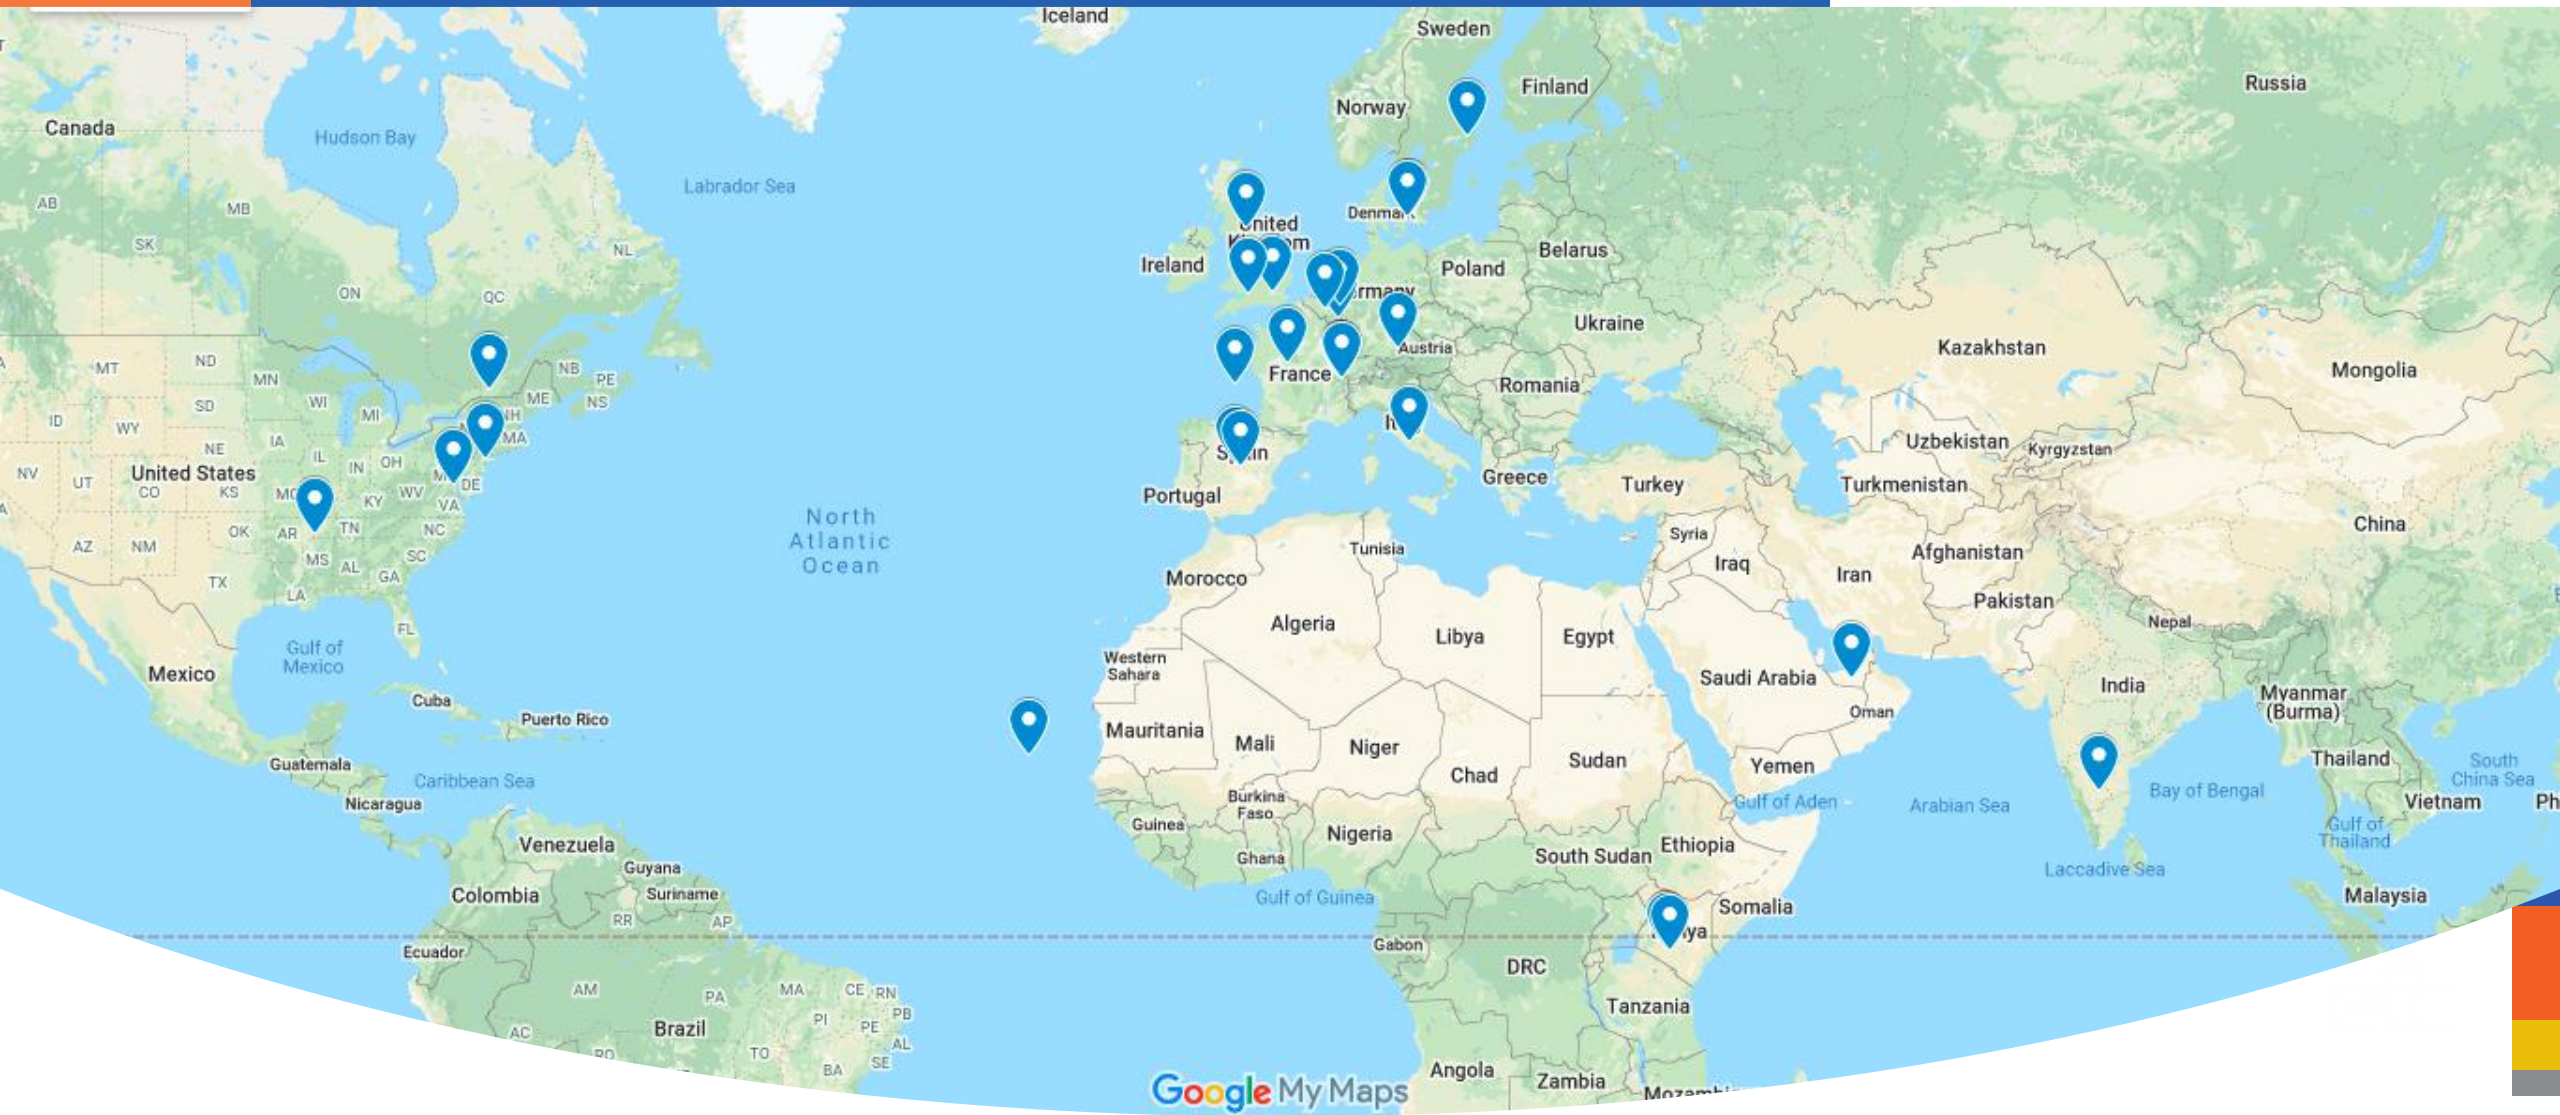 Iceland
Sweden
Finland
Russia
Norway
Canada
Hudson Bay
Labrador Sea
AB
MB
SK
NL
Denmark
United
Kingdom
Ireland
Belarus
Poland
Germany
ON
QC
Ukraine
Austria
Kazakhstan
Mongolia
MT
ND
MN
NB
PE
France
Romania
ME
NS
SD
WI
MI
NH
ID
WY
IA
MA
Italy
Uzbekistan
Kyrgyzstan
NE
IL
IN
OH
Spain
NV
UT
United States
CO
KS
MO
KY
WV
DE
Greece
Turkey
Turkmenistan
Portugal
VA
North
Atlantic
Ocean
OK
AR
TN
NC
China
AZ
NM
MS
AL
SC
GA
Syria
Iraq
Iran
Afghanistan
Tunisia
Morocco
TX
LA
Pakistan
FL
Algeria
Libya
Egypt
Nepal
Gulf of
Mexico
Mexico
Western
Sahara
Saudi Arabia
India
Myanmar
(Burma)
Cuba
Puerto Rico
Oman
Mauritania
Mali
Niger
Chad
Sudan
Yemen
Thailand
South
China Sea
Guatemala
Caribbean Sea
Nicaragua
Burkina
Faso
Gulf of Aden
Arabian Sea
Bay of Bengal
Vietnam
Ph
Guinea
Nigeria
Gulf of
Thailand
Venezuela
Ghana
South Sudan
Ethiopia
Guyana
Laccadive Sea
Colombia
Suriname
Gulf of Guinea
Malaysia
RR
AP
Somalia
Ecuador
Gabon
DRC
AM
PA
MA
CE
RN
Tanzania
PB
AC
Brazil
PI
PE
RO
TO
AL
SE
BA
Angola
Zambia
Google My Maps